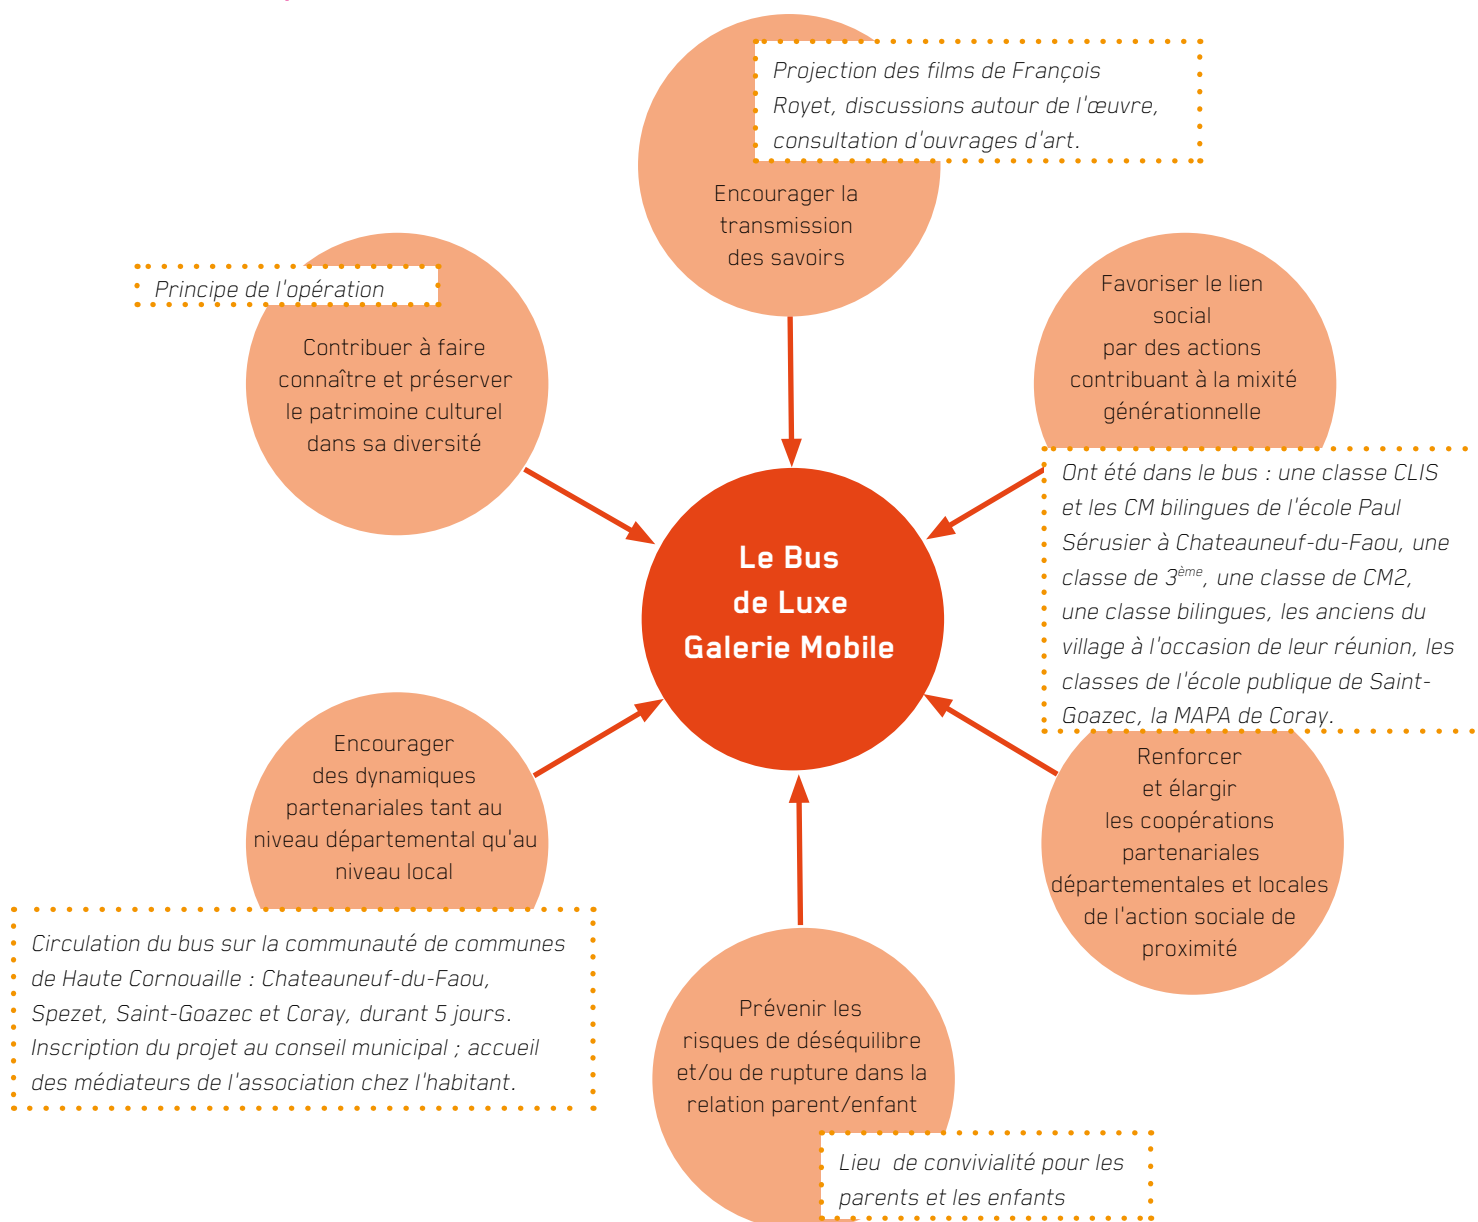 Projection des films de François
Royet, discussions autour de l'œuvre,
consultation d'ouvrages d'art.
Encourager la
transmission
des savoirs
Principe de l'opération
Contribuer à faire
connaître et préserver
le patrimoine culturel
dans sa diversité
Favoriser le lien
social
par des actions
contribuant à la mixité
générationnelle
Ont été dans le bus : une classe CLIS
et les CM bilingues de l'école Paul
Sérusier à Chateauneuf-du-Faou, une
classe de 3ème, une classe de CM2,
une classe bilingues, les anciens du
village à l'occasion de leur réunion, les
classes de l'école publique de Saint-
Goazec, la MAPA de Coray.
Le Bus
de Luxe
Galerie Mobile
Encourager
des dynamiques
partenariales tant au
niveau départemental qu'au
niveau local
Circulation du bus sur la communauté de communes
de Haute Cornouaille : Chateauneuf-du-Faou,
Spezet, Saint-Goazec et Coray, durant 5 jours.
Inscription du projet au conseil municipal ; accueil
des médiateurs de l'association chez l'habitant.
Renforcer
et élargir
les coopérations
partenariales
départementales et locales
de l'action sociale de
proximité
Prévenir les
risques de déséquilibre
et/ou de rupture dans la
relation parent/enfant
Lieu de convivialité pour les
parents et les enfants